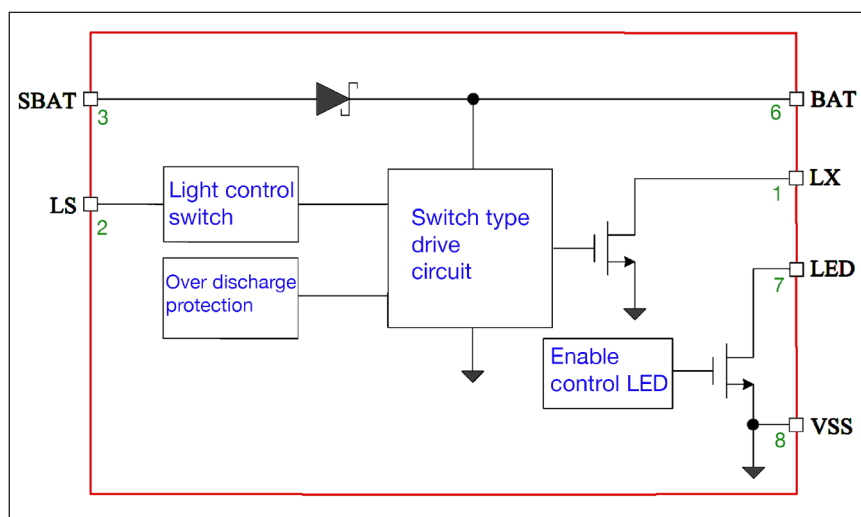 SBAT
3
BAT
6
LS
2
Light control
switch
Over discharge
protection
Switch type
drive
circuit
LX
1
LED
7
Enable
control LED
VSS
8